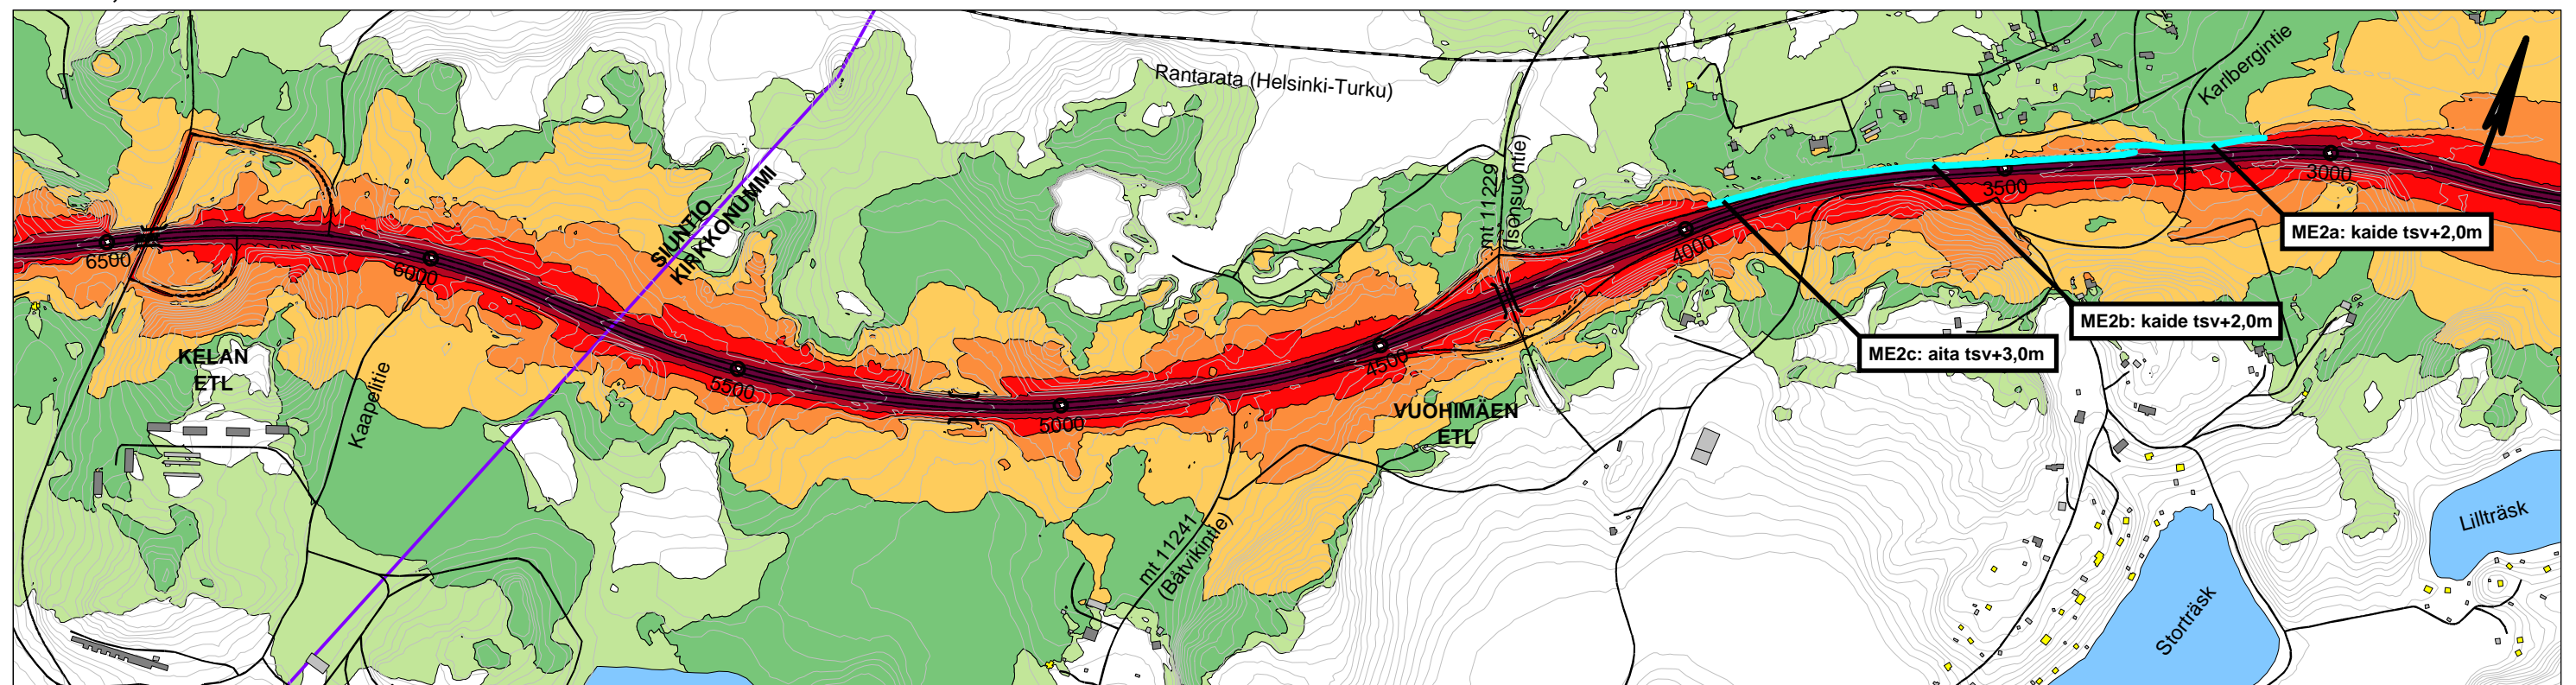 Rantarata (Helsinki-Turku)
Karlbergintie
mt 11229
(Isonsuontie)
SIUNTIO
KIRKKONUMMI
6500
6000
5500
5000
4500
4000
3500
3000
ME2a: kaide tsv+2,0m
ME2b: kaide tsv+2,0m
ME2c: aita tsv+3,0m
KELAN
ETL
Kaapelitie
VUOHIMÄEN
ETL
mt 11241
(Båtvikintie)
Lillträsk
Storträsk